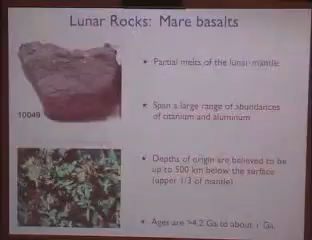 Lunar Rocks: Mare basalts
10049
★ Partial melts of the lunar mantle
★ Span a large range of abundances
of titanium and aluminium
★ Depths of origin are believed to be
up to 500 km below the surface
(upper 1/3 of mantle)
★ Ages are >4.2 Ga to about 1 Ga